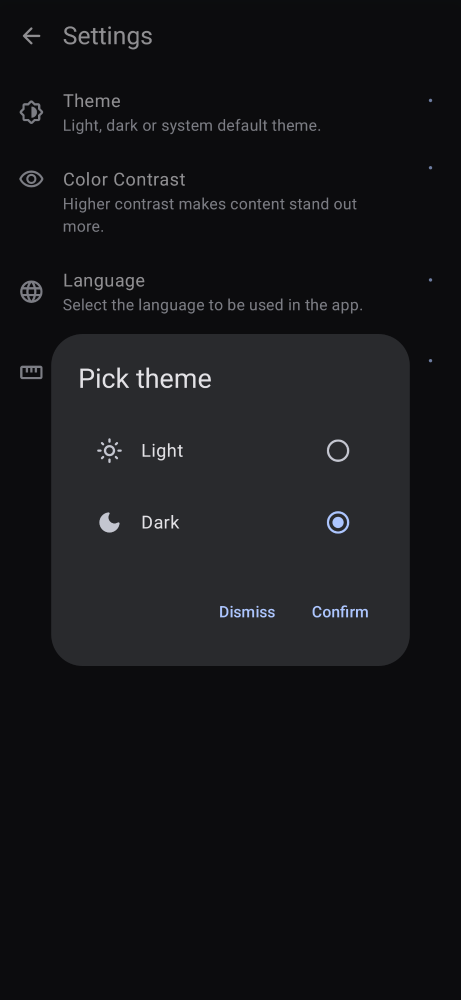 Settings
Theme
Light, dark or system default theme.
Color Contrast
Higher contrast makes content stand out
more.
Language
Select the language to be used in the app.
Pick theme
Light
Dark
Dismiss
Confirm